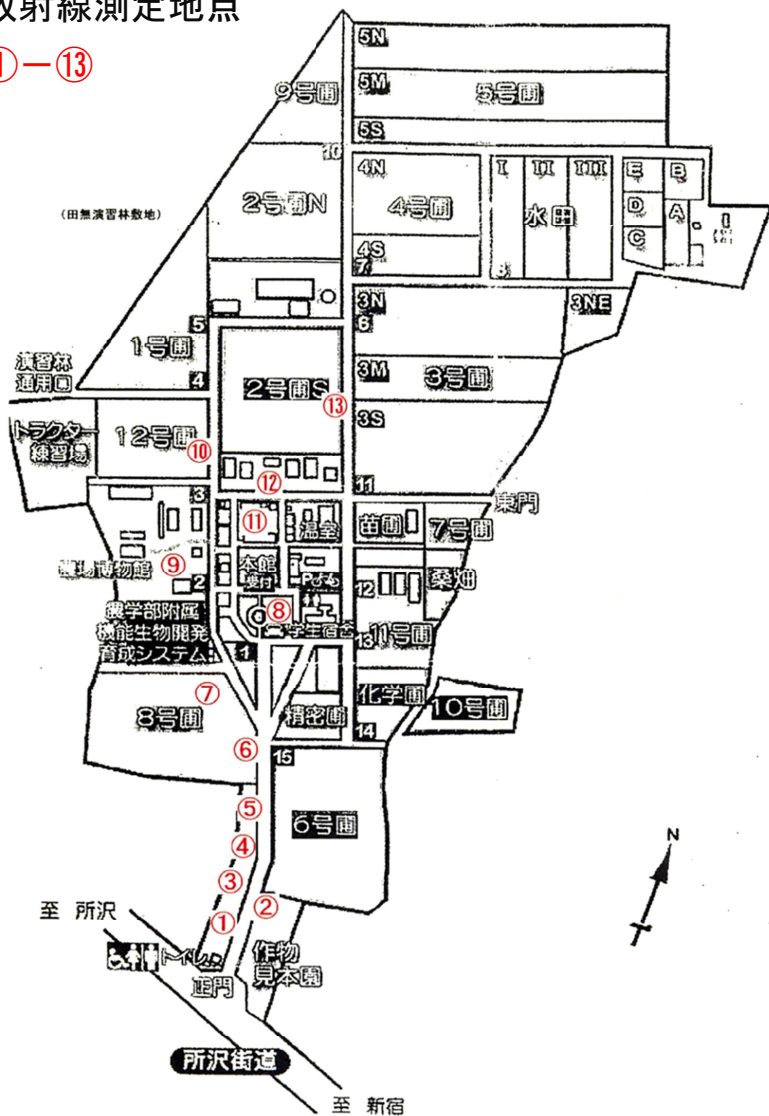 放射線測定地点
①ー⑬
5N
9号圃
5M
5号圃
5S
10
4N
I
II
III
E
B
2号圃N
4号圃
水田
D
A
(田無演習林敷地)
C
4S
7
8
3N
3NE
5
6
1号圃
演習林
通用口
4
3M
3号圃
2号圃S
⑬
3S
トラクター
練習場
12号圃
⑩
⑫
3
11
東門
⑪
温室
苗圃
7号圃
農場博物館
⑨
本館
受付
2
12
桑畑
農学部附属
機能生物開発
育成システム
⑧
学生宿舎
13
11号圃
1
⑦
化学圃
10号圃
8号圃
精密圃
14
⑥
15
⑤
6号圃
④
③
N
②
①
至 所沢
トイレ
作物
見本園
正門
所沢街道
至 新宿